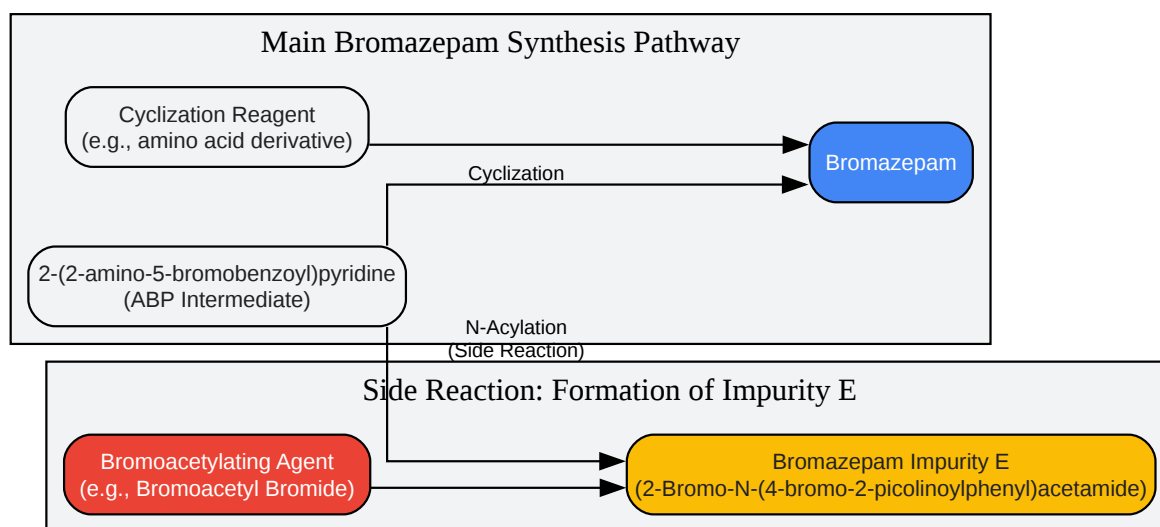 Main Bromazepam Synthesis Pathway
Cyclization Reagent
(e.g., amino acid derivative)
Bromazepam
Cyclization
2-(2-amino-5-bromobenzoyl)pyridine
(ABP Intermediate)
N-Acylation
(Side Reaction)
Side Reaction: Formation of Impurity E
Bromoacetylating Agent
(e.g., Bromoacetyl Bromide)
Bromazepam Impurity E
(2-Bromo-N-(4-bromo-2-picolinoylphenyl)acetamide)